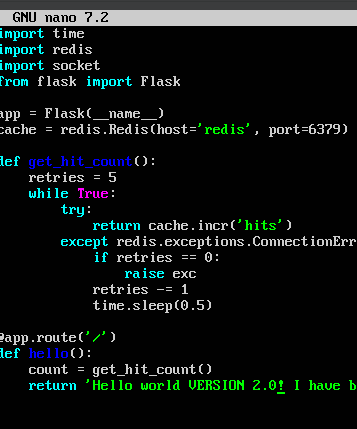 GNU nano 7.2
import time
import redis
import socket
from flask import Flask
app = Flask(__name__)
cache = redis.Redis(host='redis', port=6379)
def get_hit_count():
    retries = 5
    while True:
        try:
            return cache.incr('hits')
        except redis.exceptions.ConnectionErr
            if retries == 0:
                raise exc
            retries -= 1
            time.sleep(0.5)
@app.route('/')
def hello():
    count = get_hit_count()
    return 'Hello world VERSION 2.0! I have b